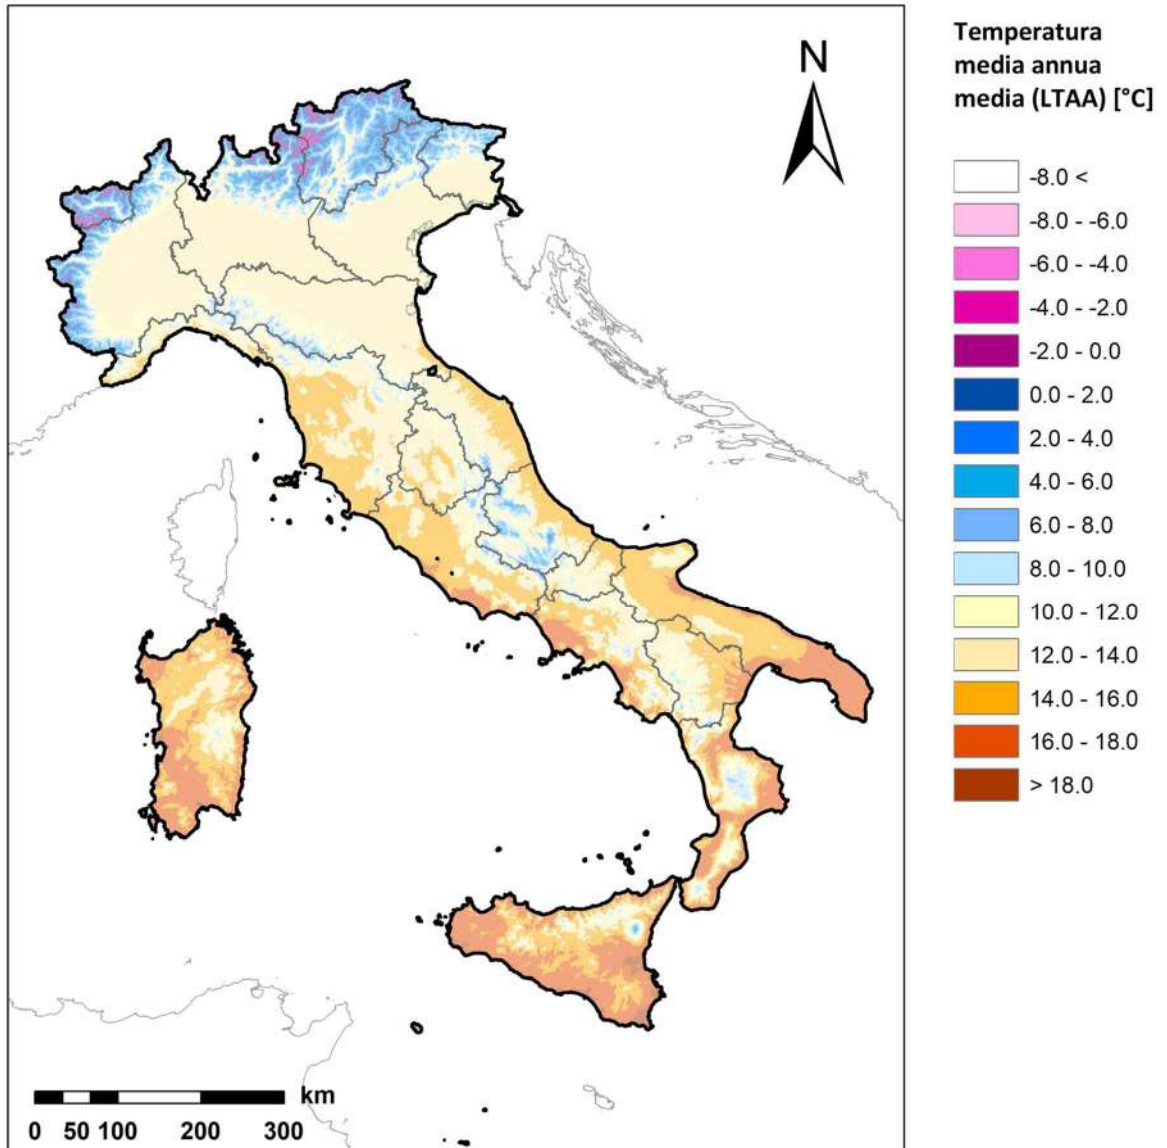 Temperatura
media annua
media (LTAA) [°C]
N
-8.0 <
-8.0 - -6.0
-6.0 - -4.0
-4.0 - -2.0
-2.0 - 0.0
0.0 - 2.0
2.0 - 4.0
4.0 - 6.0
6.0 - 8.0
8.0 - 10.0
10.0 - 12.0
12.0 - 14.0
14.0 - 16.0
16.0 - 18.0
> 18.0
km
0 50 100 200 300